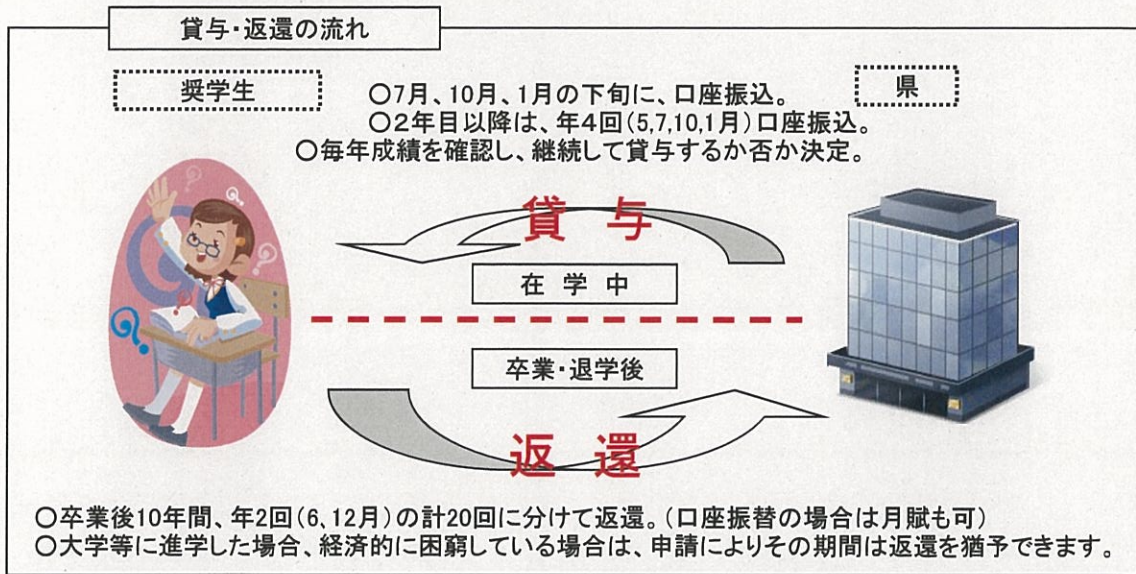 貸与・返還の流れ
奨学生
県
○7月、10月、1月の下旬に、口座振込。
○2年目以降は、年4回(5,7,10,1月)口座振込。
○毎年成績を確認し、継続して貸与するか否か決定。
貸 与
在 学 中
卒業・退学後
返 還
○卒業後10年間、年2回(6、12月)の計20回に分けて返還。(口座振替の場合は月賦も可)
○大学等に進学した場合、経済的に困窮している場合は、申請によりその期間は返還を猶予できます。